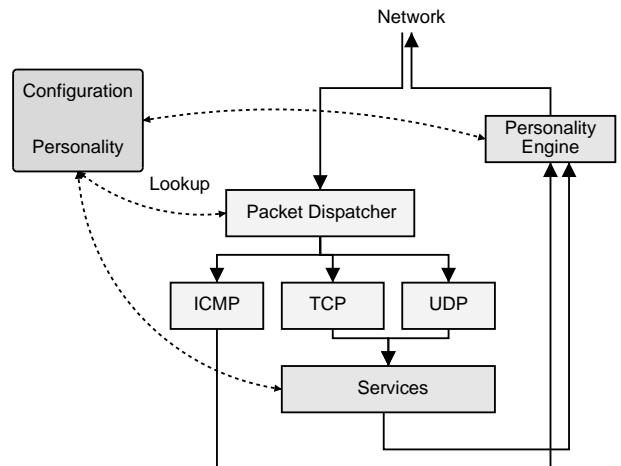 Network
Configuration
Personality
Personality
Engine
Lookup
Packet Dispatcher
ICMP
TCP
UDP
Services